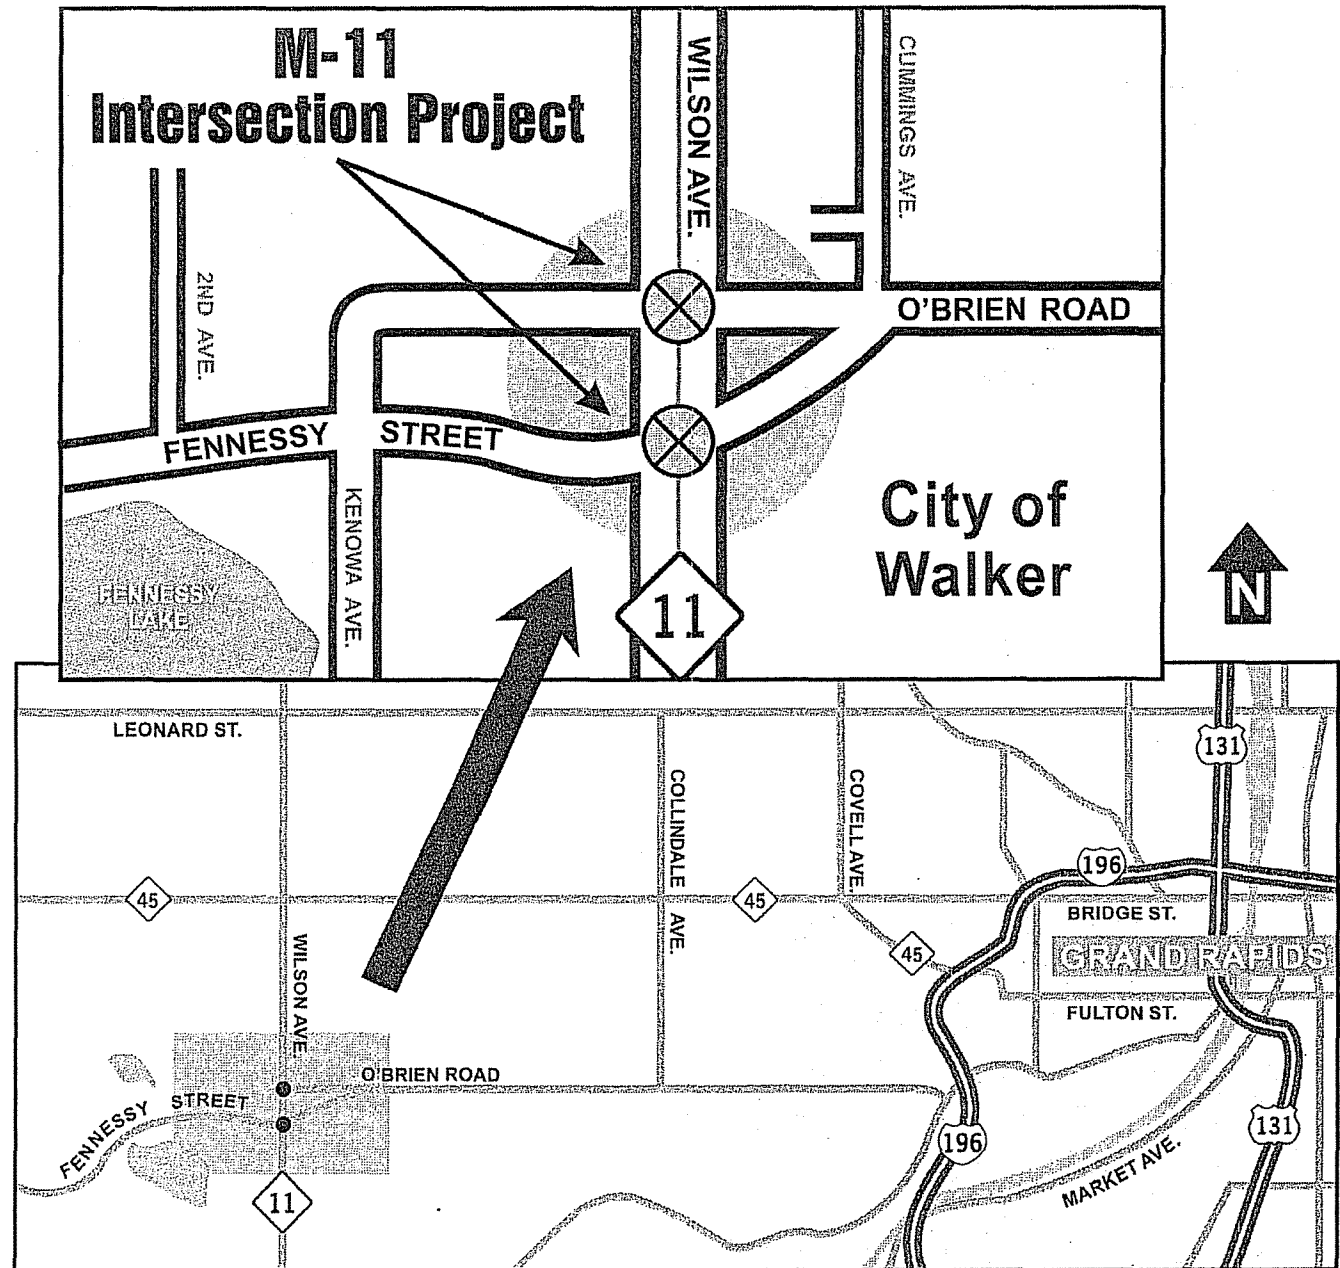 M-11
Intersection Project
WILSON AVE.
CUMMINGS AVE.
2ND AVE.
O'BRIEN ROAD
FENNESSY STREET
KENOWA AVE.
City of
Walker
FENNESSY
LAKE
11
N
LEONARD ST.
131
COLLINDALE AVE.
COVELL AVE.
196
45
45
BRIDGE ST.
45
GRAND RAPIDS
WILSON AVE
FULTON ST.
O'BRIEN ROAD
FENNESSY STREET
196
131
MARKET AVE.
11